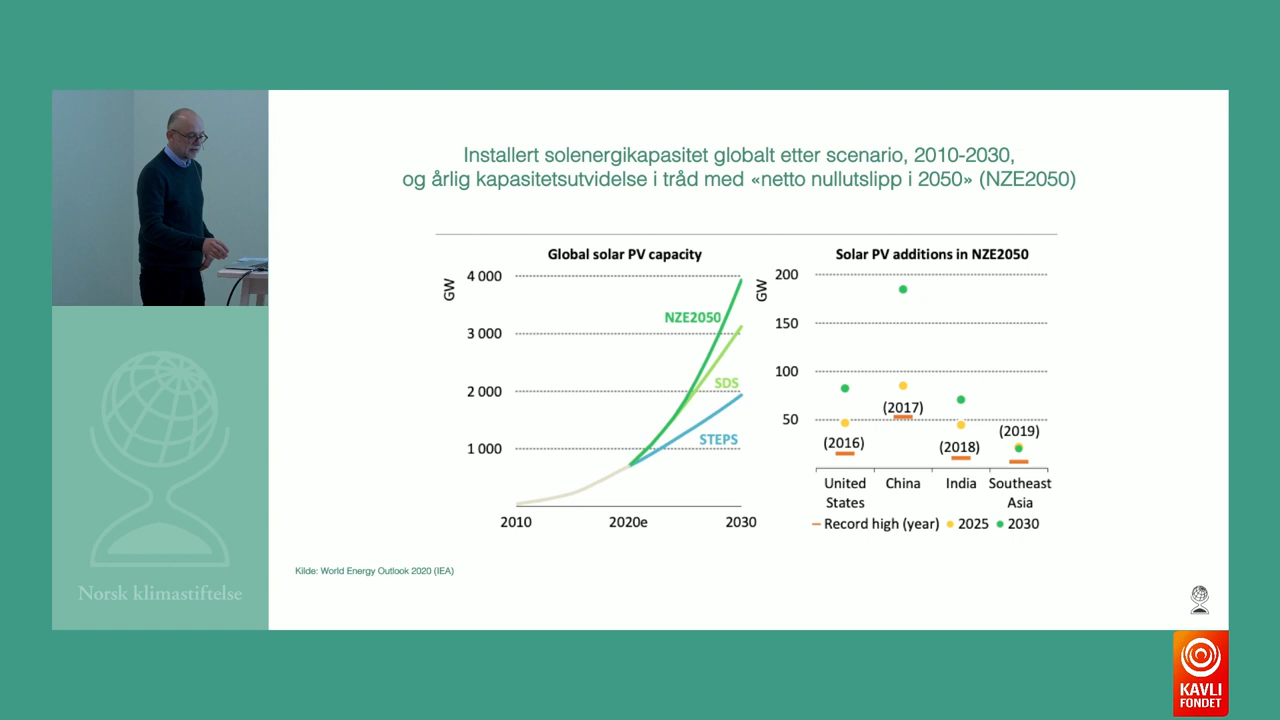 Installert solenergikapasitet globalt etter scenario, 2010-2030,
og årlig kapasitetsutvidelse i tråd med «netto nullutslipp i 2050» (NZE2050)
Global solar PV capacity
GW
4 000
3 000
2 000
1 000
NZE2050
SDS
STEPS
2010
2020e
2030
Solar PV additions in NZE2050
GW
200
150
100
50
(2016)
(2017)
(2018)
(2019)
United
States
China
India
Southeast
Asia
Record high (year)
2025
2030
Kilde: World Energy Outlook 2020 (IEA)
Norsk klimastiftelse
KAVLI
FONDET